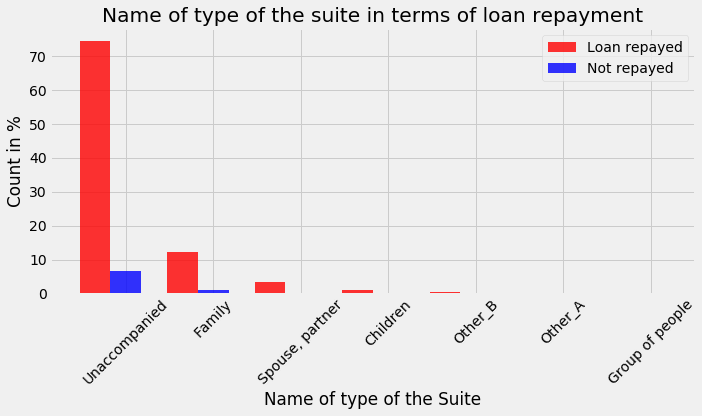 Name of type of the suite in terms of loan repayment
Loan repayed
Not repayed
Count in %
70
60
50
40
30
20
10
0
Unaccompanied
Family
Spouse, partner
Children
Other_B
Other_A
Group of people
Name of type of the Suite